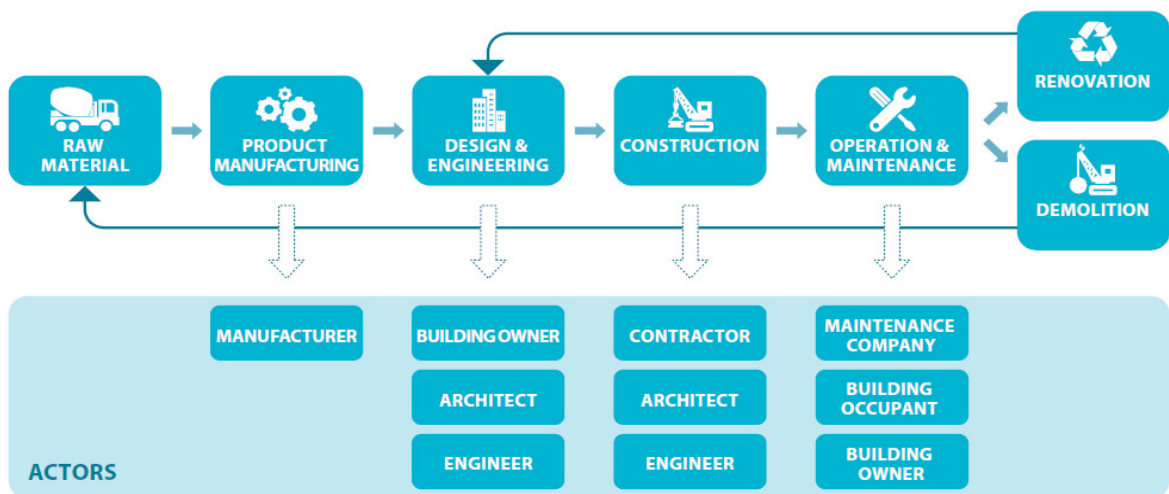 RENOVATION
RAW
MATERIAL
PRODUCT
MANUFACTURING
DESIGN &
ENGINEERING
CONSTRUCTION
OPERATION &
MAINTENANCE
DEMOLITION
MANUFACTURER
BUILDING OWNER
CONTRACTOR
MAINTENANCE
COMPANY
ARCHITECT
ARCHITECT
BUILDING
OCCUPANT
ENGINEER
ENGINEER
BUILDING
OWNER
ACTORS